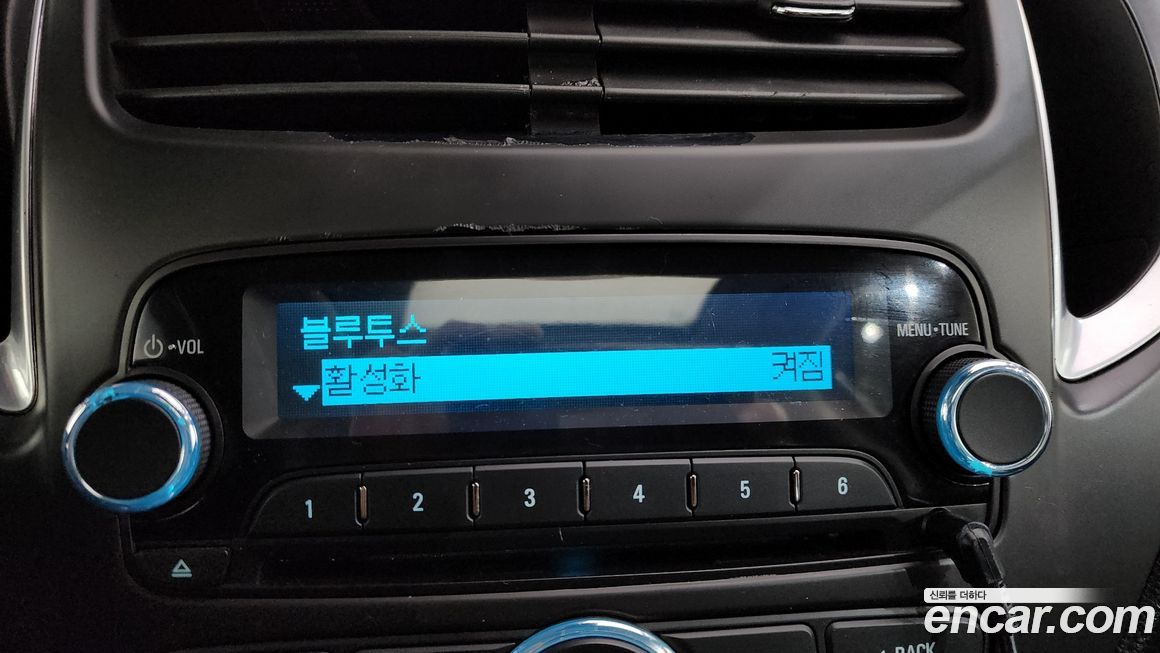 블루투스
활성화 켜짐
VOL
MENU•TUNE
1 2 3 4 5 6
BACK
신뢰를 더하다
encar.com